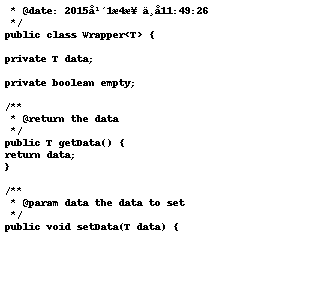 * @date: 2015å¹´1æ4æ¥ ä¸å11:49:26
*/
public class Wrapper<T> {
private T data;
private boolean empty;
/**
* @return the data
*/
public T getData() {
return data;
}
/**
* @param data the data to set
*/
public void setData(T data) {